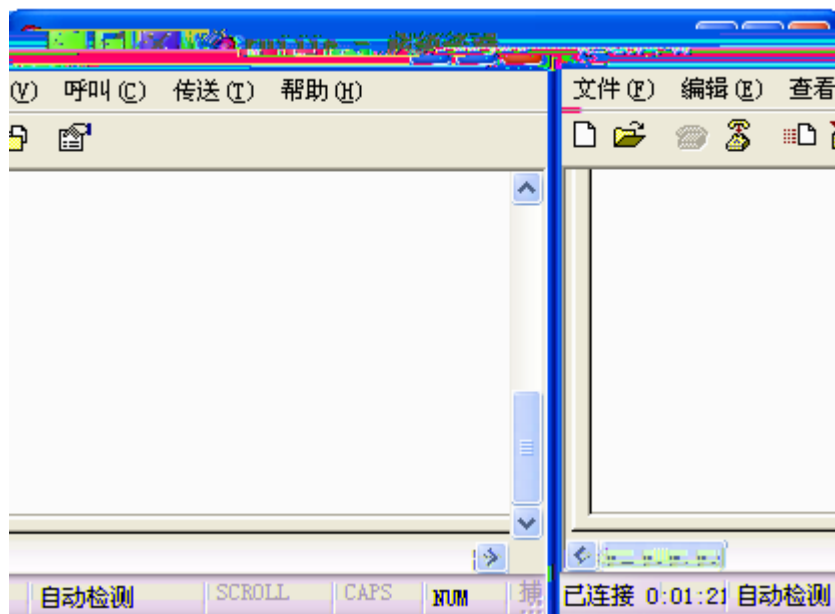 (V) 呼叫(C) 传送(T) 帮助(H) 文件(F) 编辑(E) 查看
自动检测 SCROLL CAPS NUM 捕 已连接 0:01:21 自动检测